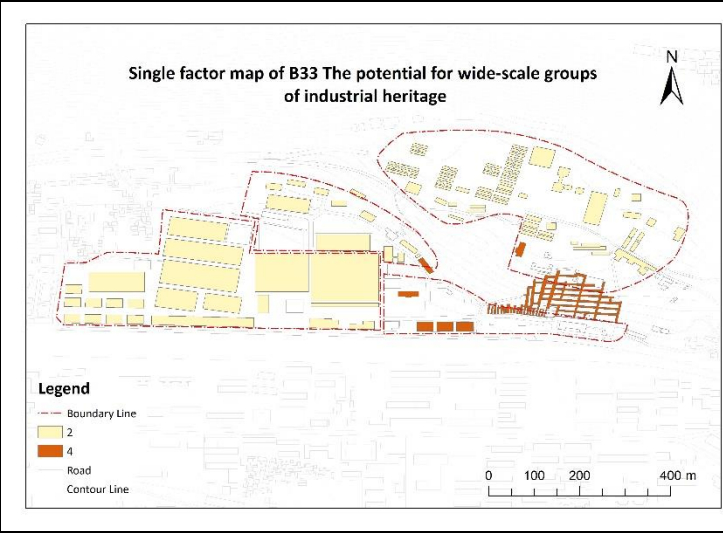 Single factor map of B33 The potential for wide-scale groups
of industrial heritage
N
Legend
Boundary Line
2
4
Road
Contour Line
0 100 200 400 m